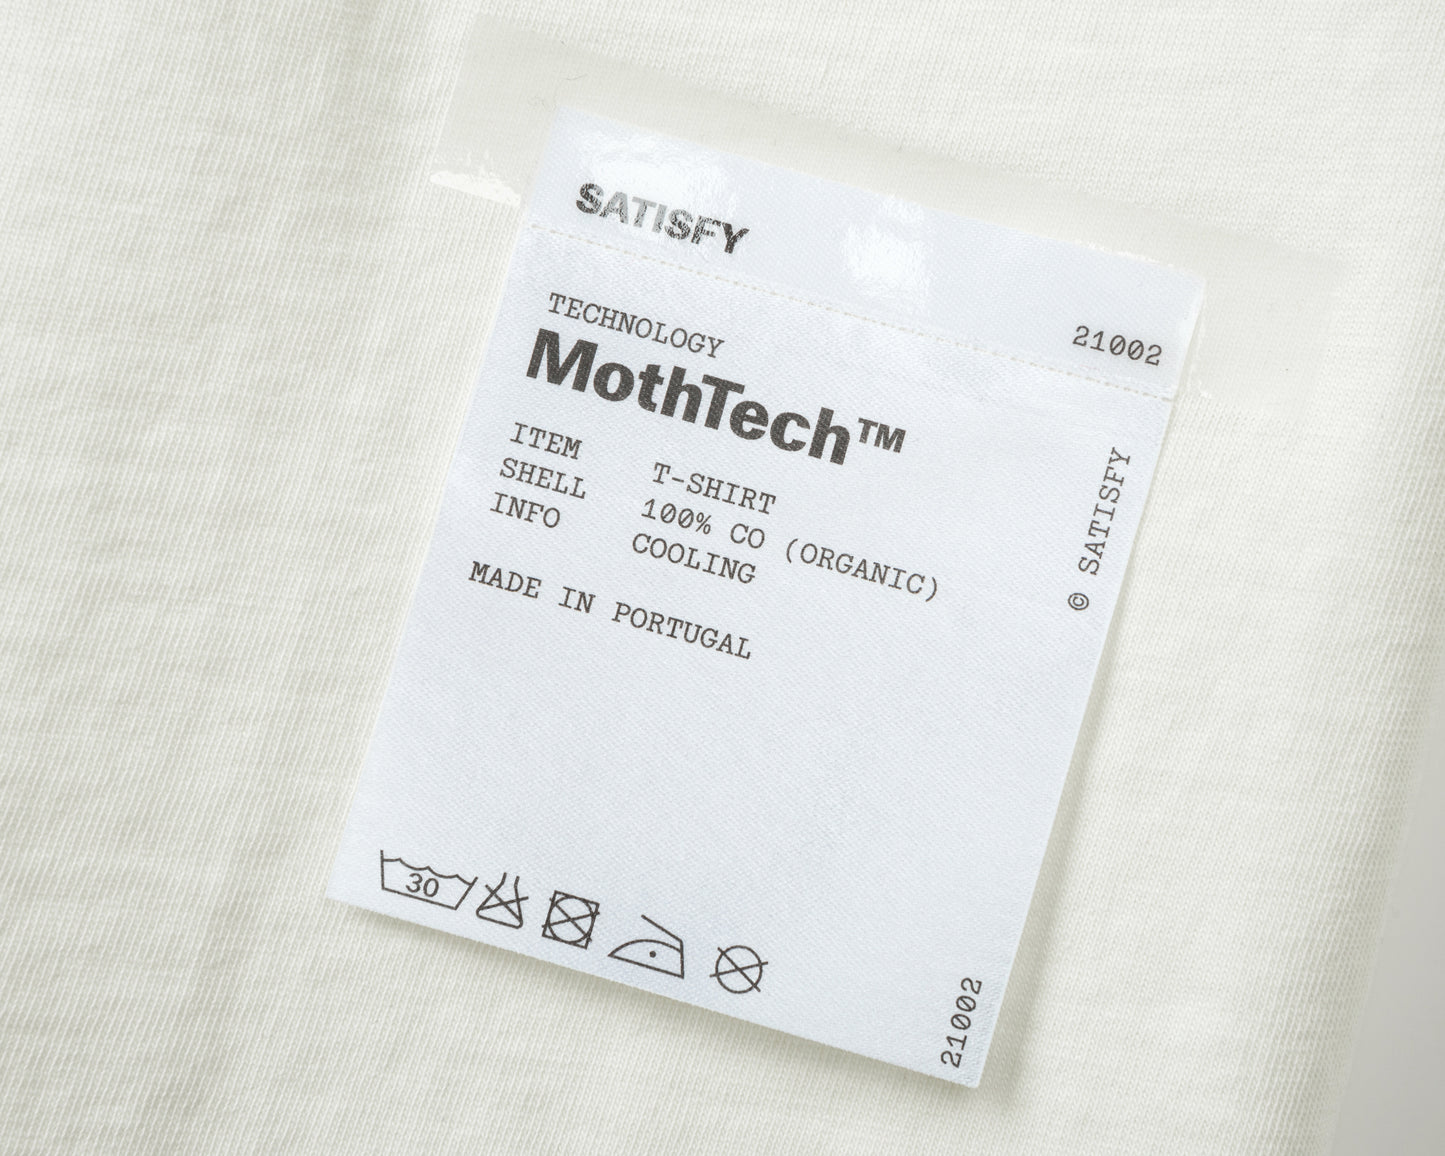 SATISFY
21002
TECHNOLOGY
MothTech™
ITEM T-SHIRT
SHELL 100% CO (ORGANIC)
INFO COOLING
MADE IN PORTUGAL
© SATISFY
30
21002